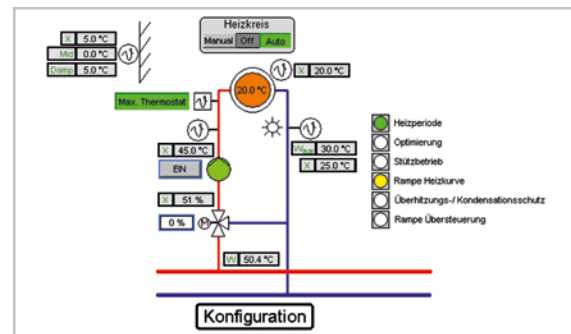 Heizkreis
Manual Off Auto
X 5.0 °C
Mid 0.0 °C
Damp 5.0 °C
X 20.0 °C
20.0 °C
Max. Thermostat
X 45.0 °C
EIN
X 51 %
0 %
M
W 50.4 °C
30.0 °C
X 25.0 °C
Heizperiode
Optimierung
Stützbetrieb
Rampe Heizkurve
Überhitzungs-/ Kondensationsschutz
Rampe Übersteuerung
Konfiguration